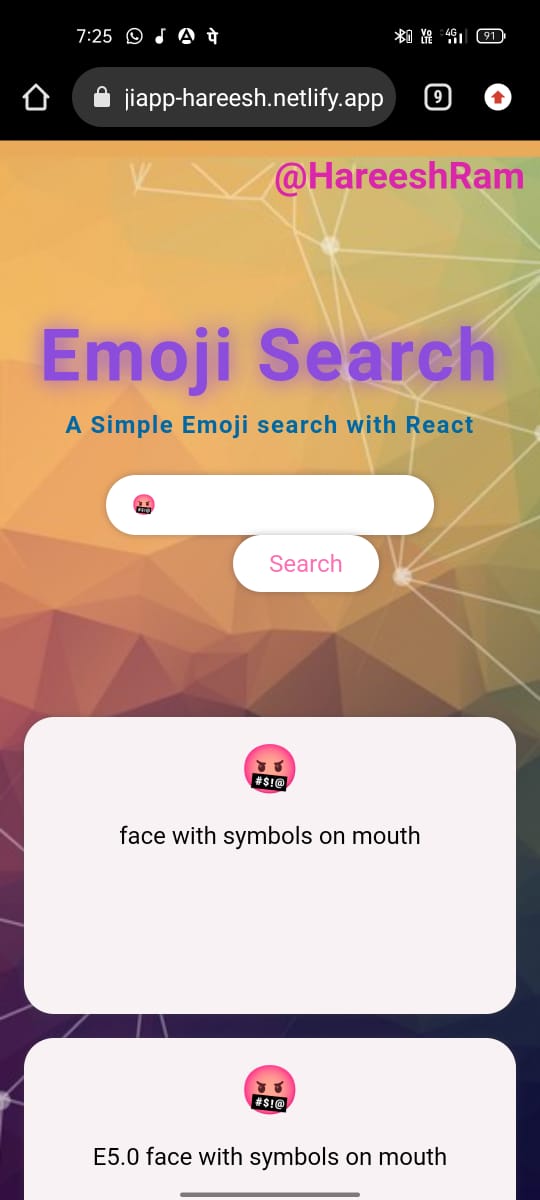 7:25 पे Yo LTE 4G 91
jiapp-hareesh.netlify.app 9
@HareeshRam
Emoji Search
A Simple Emoji search with React
🤬
Search
🤬
#$!@
face with symbols on mouth
🤬
#$!@
E5.0 face with symbols on mouth